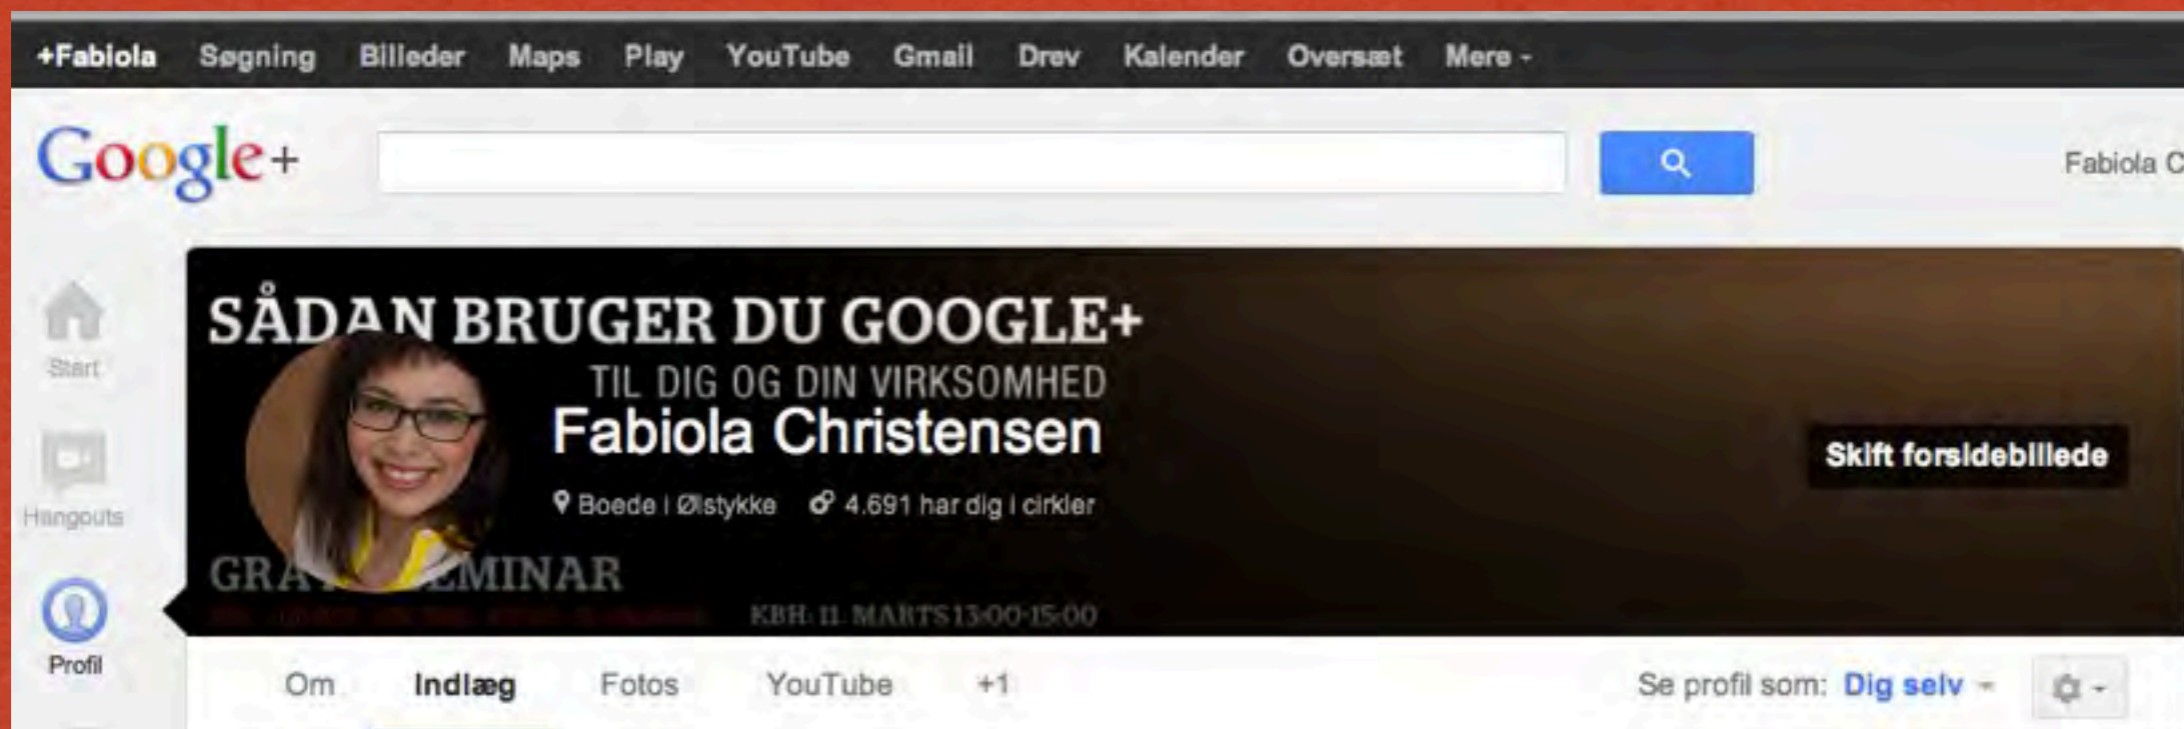 +Fabiola Søgning Billeder Maps Play YouTube Gmail Drev Kalender Oversæt Mere
Google+
Fabiola C
Start
Hangouts
Profil
SÅDAN BRUGER DU GOOGLE+
TIL DIG OG DIN VIRKSOMHED
Fabiola Christensen
Boede i Ølstykke 4.691 har dig i cirkler
Skift forsidebillede
GRA EMINAR
KBH: 11. MARTS 13:00-15:00
Om Indlæg Fotos YouTube +1
Se profil som: Dig selv